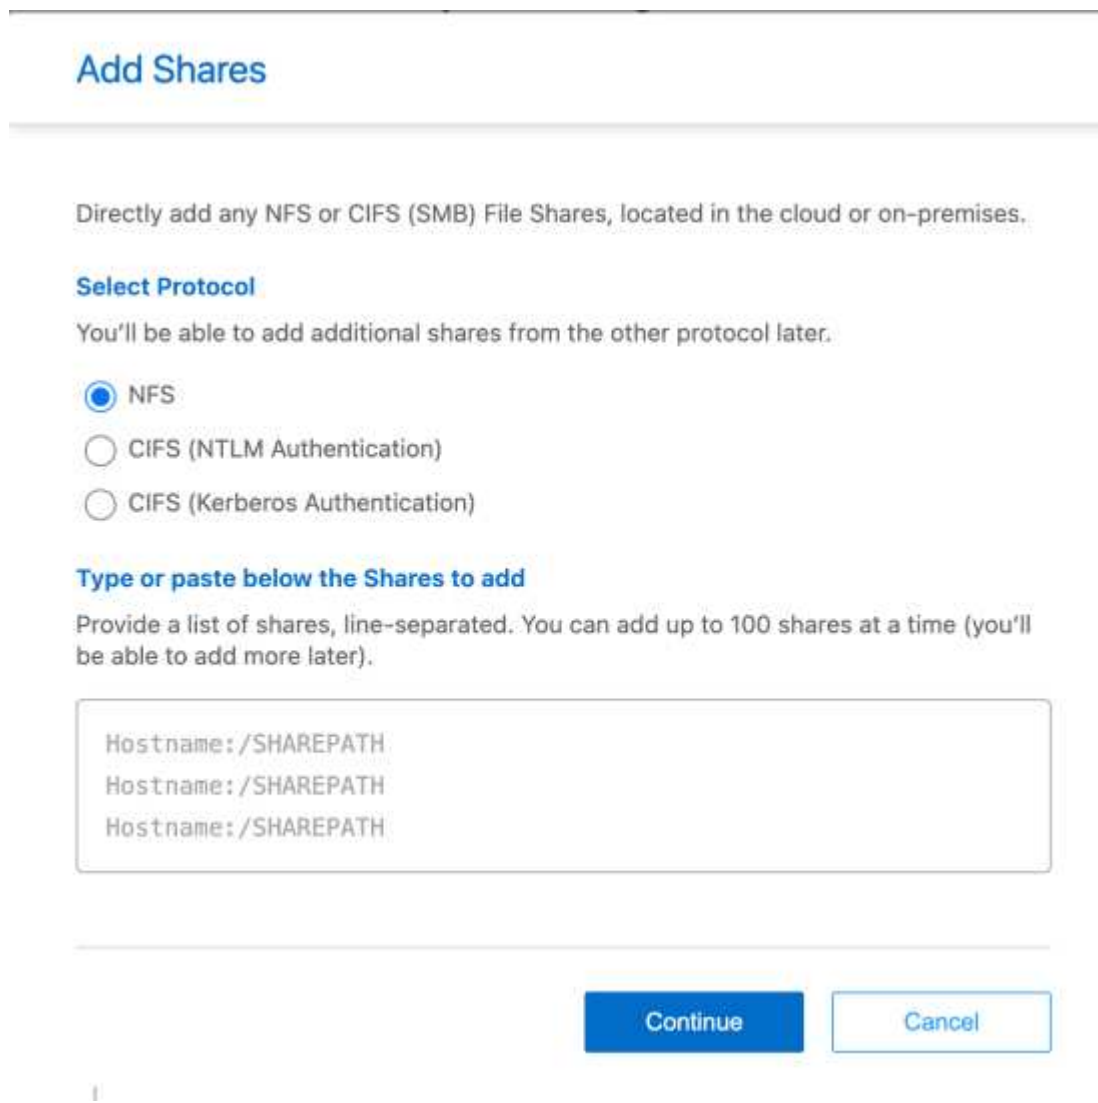 Add Shares
Directly add any NFS or CIFS (SMB) File Shares, located in the cloud or on-premises.
Select Protocol
You'll be able to add additional shares from the other protocol later.
NFS
CIFS (NTLM Authentication)
CIFS (Kerberos Authentication)
Type or paste below the Shares to add
Provide a list of shares, line-separated. You can add up to 100 shares at a time (you'll
be able to add more later).
Hostname:/SHAREPATH
Hostname:/SHAREPATH
Hostname:/SHAREPATH
Continue
Cancel